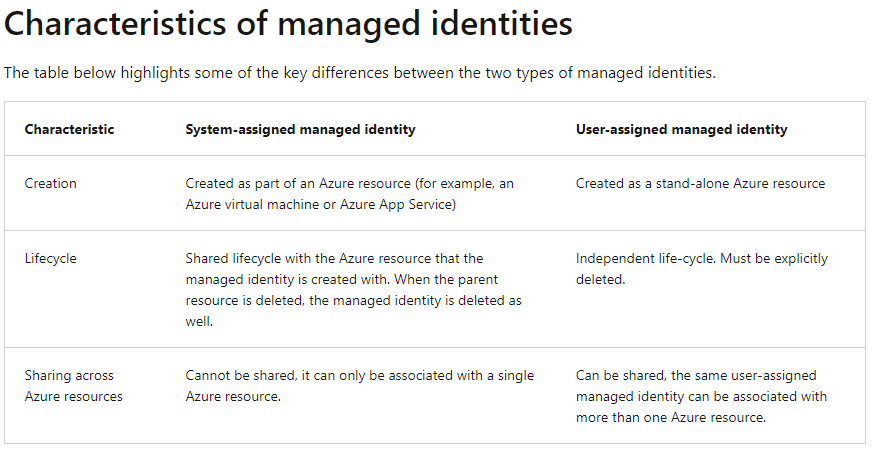 Characteristics of managed identities
The table below highlights some of the key differences between the two types of managed identities.
Characteristic
System-assigned managed identity
User-assigned managed identity
Creation
Created as part of an Azure resource (for example, an
Azure virtual machine or Azure App Service)
Created as a stand-alone Azure resource
Lifecycle
Shared lifecycle with the Azure resource that the
managed identity is created with. When the parent
resource is deleted, the managed identity is deleted as
well.
Independent life-cycle. Must be explicitly
deleted.
Sharing across
Azure resources
Cannot be shared, it can only be associated with a single
Azure resource.
Can be shared, the same user-assigned
managed identity can be associated with
more than one Azure resource.